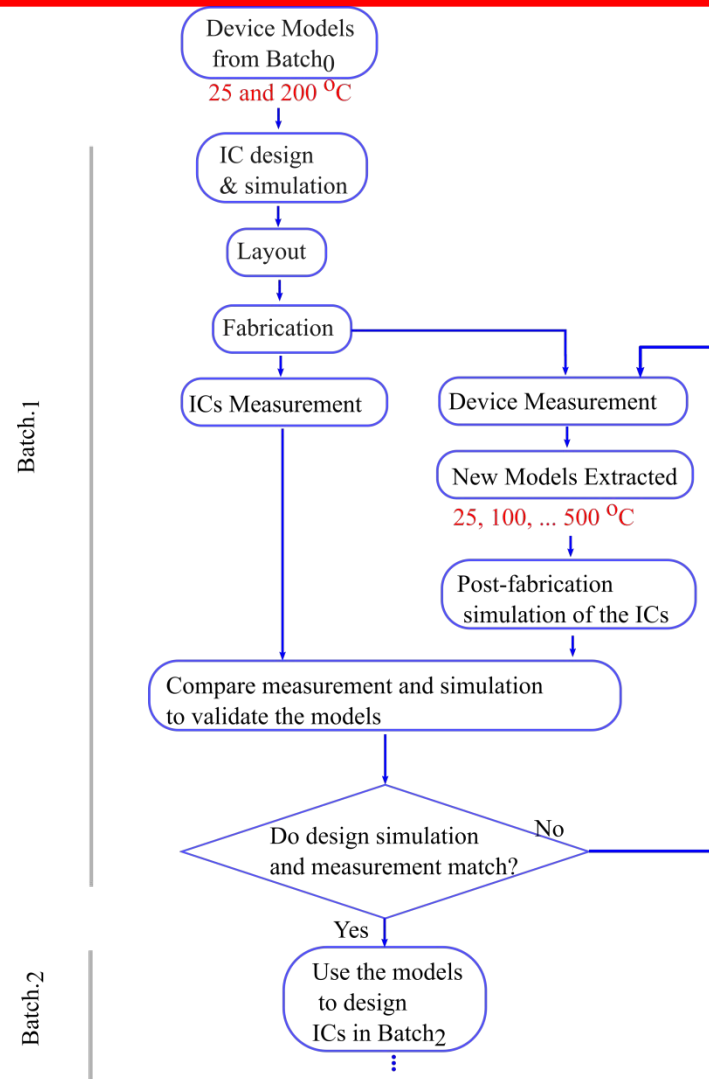 Device Models
from Batch0
25 and 200 oC
IC design
& simulation
Layout
Fabrication
ICs Measurement
Device Measurement
New Models Extracted
25, 100, ... 500 oC
Post-fabrication
simulation of the ICs
Compare measurement and simulation
to validate the models
Do design simulation
and measurement match?
No
Yes
Use the models
to design
ICs in Batch2
Batch.1
Batch.2